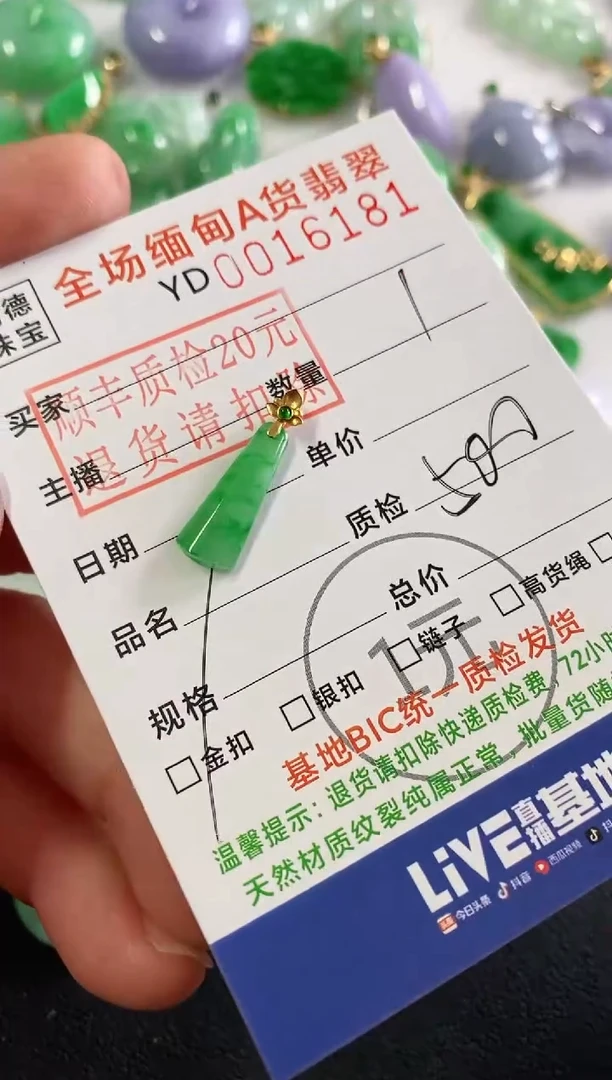 全场缅甸A货翡翠
YD0016181
德
珠宝
顺丰质检20元
退货请扣除
买家
数量
1
主播
单价
日期
质检
品名
总价
规格
1元
金扣
银扣
链子
高货绳
基地BIC统一质检发货
温馨提示：退货请扣除快递质检费，72小时
天然材质纹裂纯属正常，批量货随
LiVE直播基地
今日头条 抖音 西瓜视频